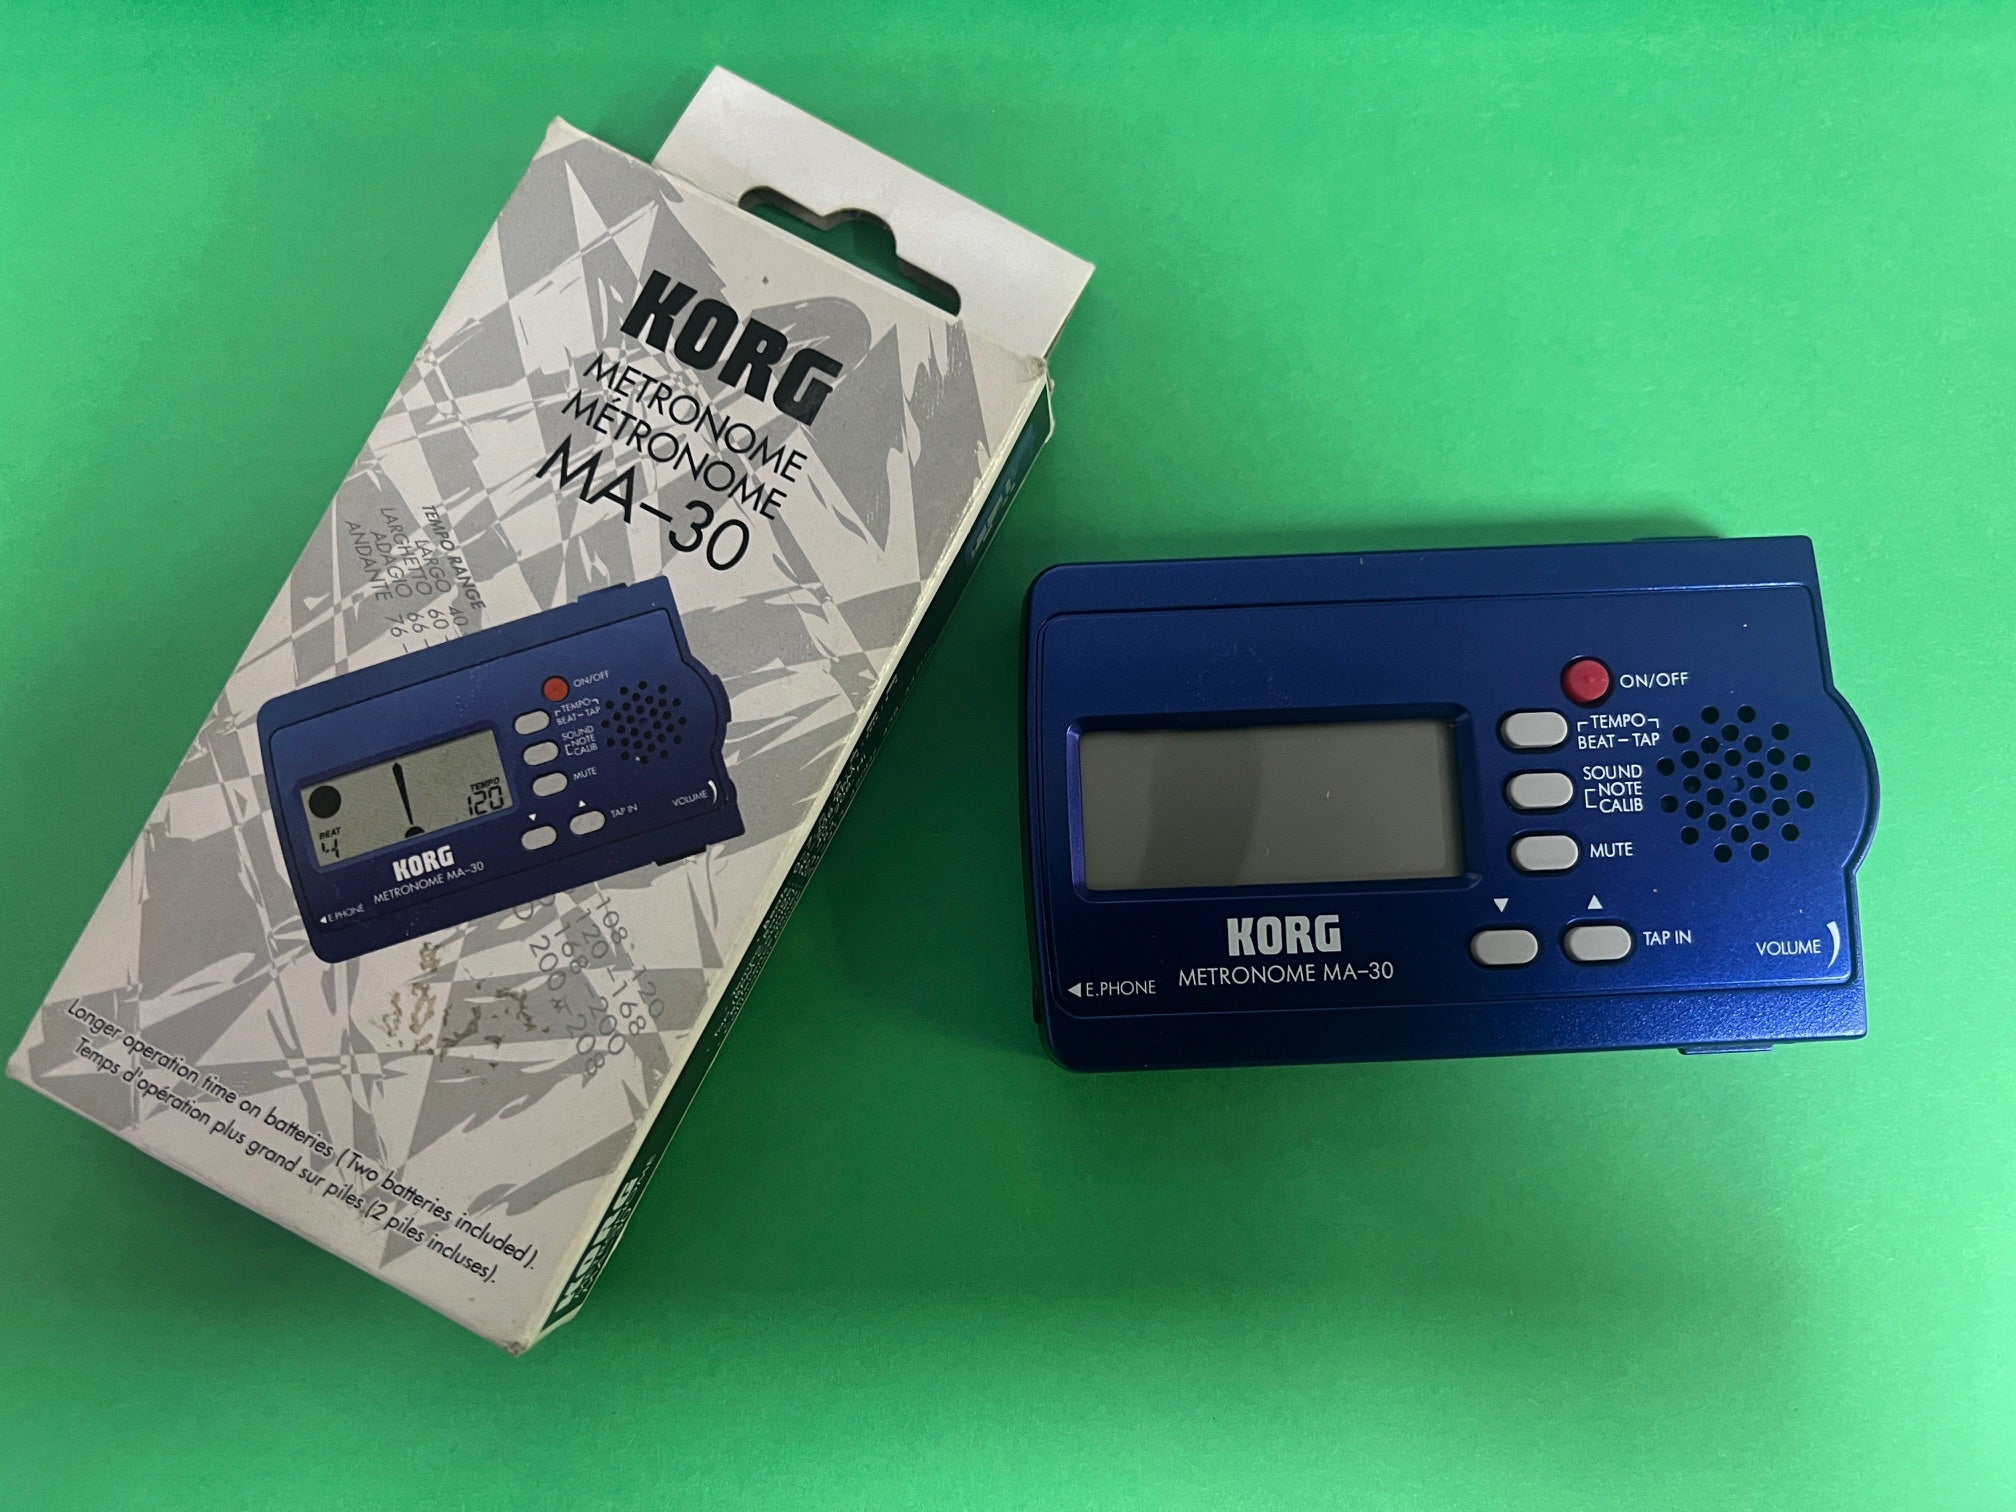 KORG
METRONOME
MÉTRONOME
MA-30
TEMPO RANGE
LARGO 40
LARGHETTO 60 -
ADAGIO 66 -
ANDANTE 76 -
ON/OFF
TEMPO
BEAT - TAP
SOUND
NOTE
CALIB
MUTE
▲
▼
TAP IN
VOLUME
TEMPO
120
BEAT
4
KORG
METRONOME MA-30
◀ E.PHONE
108-120
120-168
168-200
200-208
Longer operation time on batteries (Two batteries included).
Temps d'opération plus grand sur piles (2 piles incluses).
KORG
ON/OFF
TEMPO
BEAT - TAP
SOUND
NOTE
CALIB
MUTE
▼ ▲
TAP IN
VOLUME
KORG
METRONOME MA-30
◀ E.PHONE